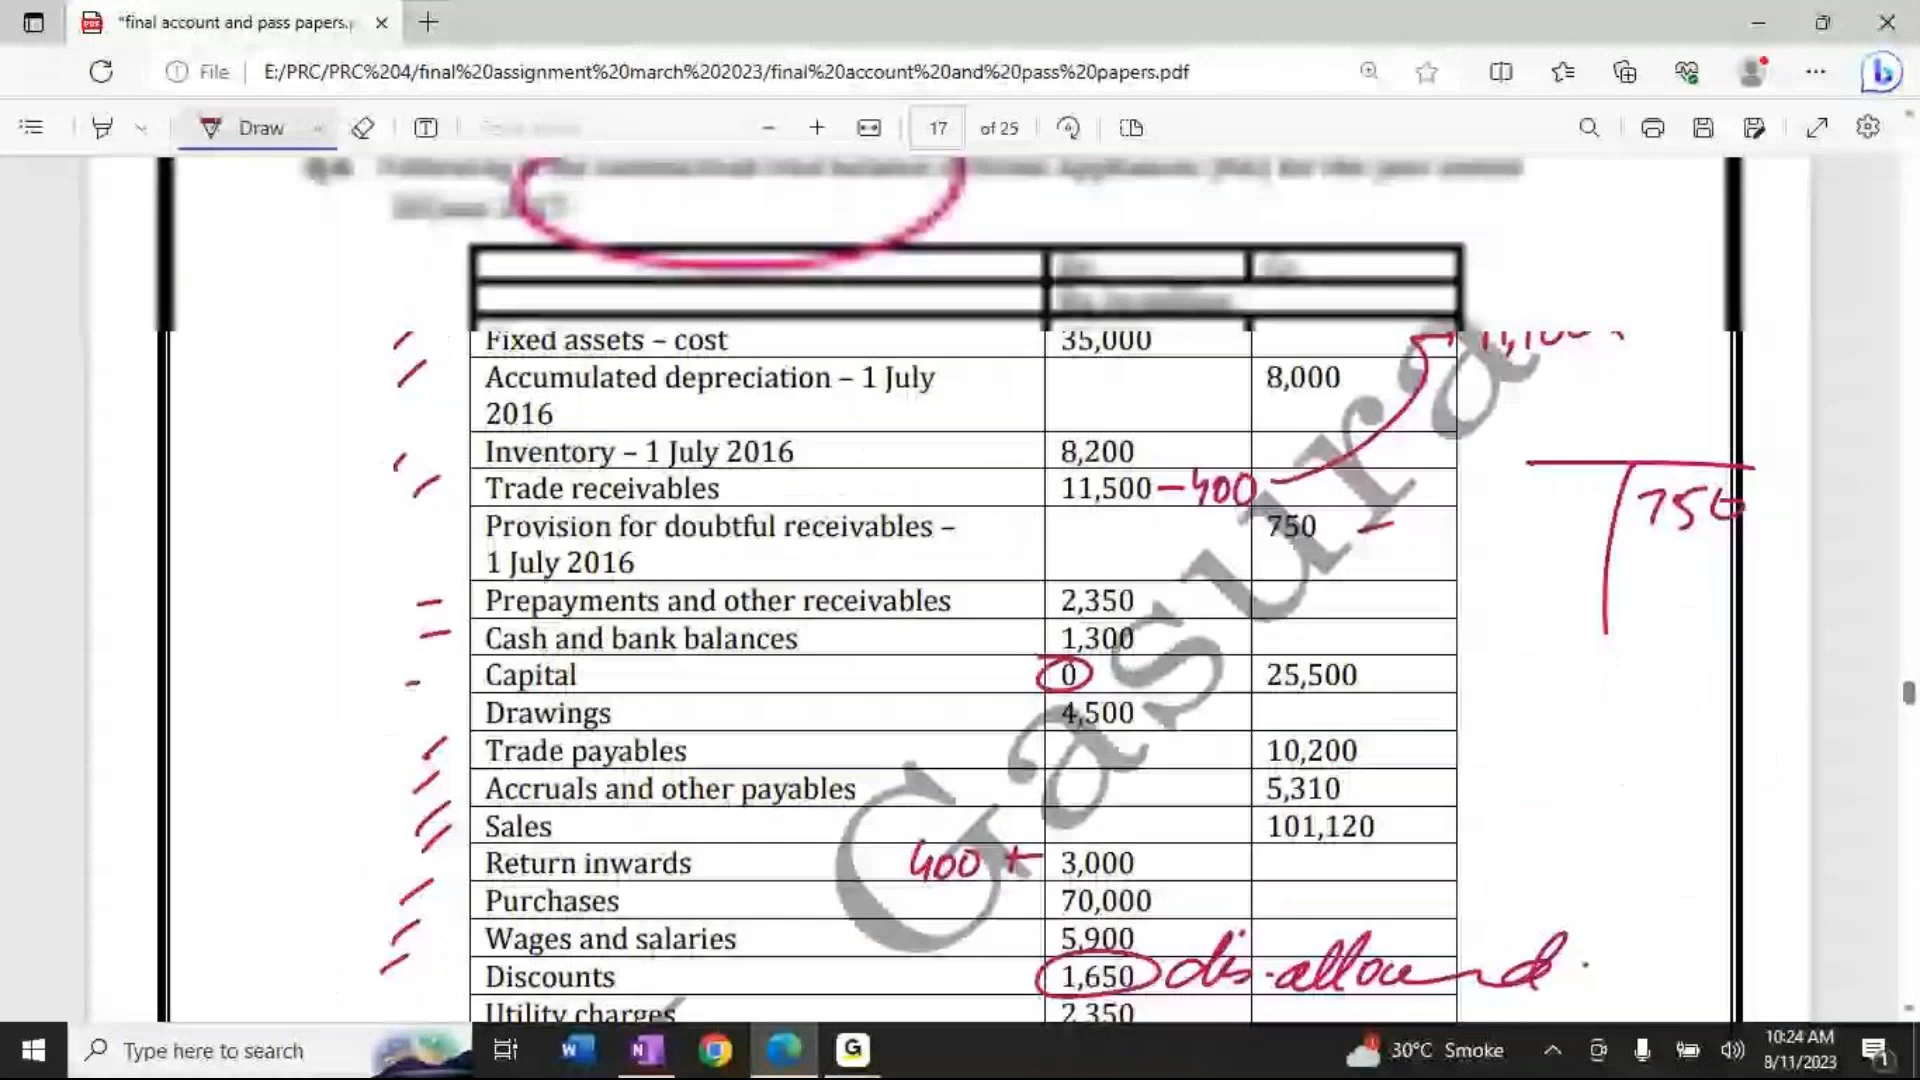 *final account and pass papers.p
File E:/PRC/PRC%204/final%20assignment%20march%202023/final%20account%20and%20pass%20papers.pdf
Draw 17 of 25
Fixed assets – cost 35,000
Accumulated depreciation – 1 July 8,000
2016
Inventory – 1 July 2016 8,200
Trade receivables 11,500 – 400
750
Provision for doubtful receivables – 750 –
1 July 2016
Prepayments and other receivables 2,350
Cash and bank balances 1,300
Capital 0 25,500
Drawings 4,500
Trade payables 10,200
Accruals and other payables 5,310
Sales 101,120
Return inwards 400 + 3,000
Purchases 70,000
Wages and salaries 5,900
Discounts 1,650 dis.allowed
Utility charges 2,350
Gasura
Type here to search
W N G
30°C Smoke
10:24 AM
8/11/2023
1